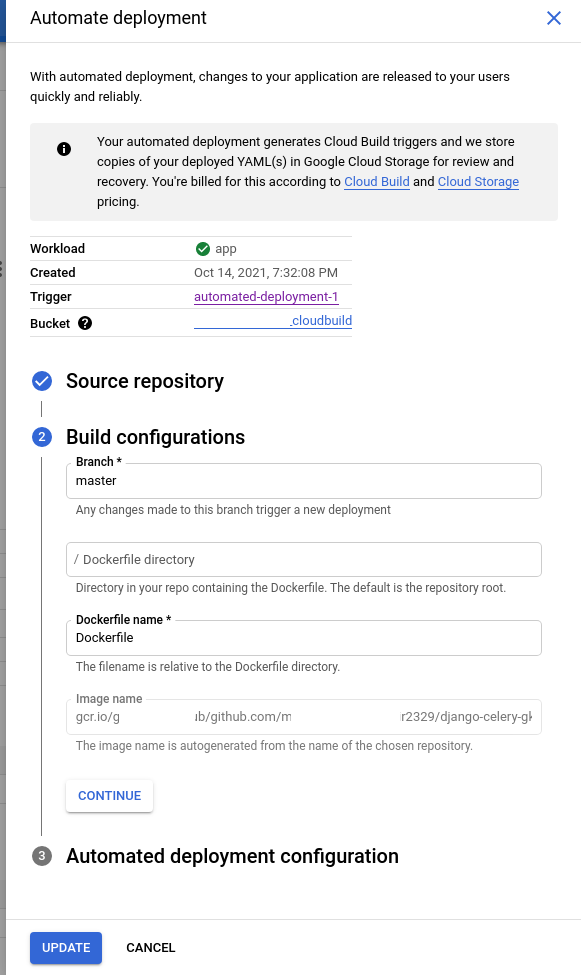 Automate deployment
With automated deployment, changes to your application are released to your users
quickly and reliably.
Your automated deployment generates Cloud Build triggers and we store
copies of your deployed YAML(s) in Google Cloud Storage for review and
recovery. You're billed for this according to Cloud Build and Cloud Storage
pricing.
Workload app
Created Oct 14, 2021, 7:32:08 PM
Trigger automated-deployment-1
Bucket _cloudbuild
Source repository
2 Build configurations
Branch *
master
Any changes made to this branch trigger a new deployment
/ Dockerfile directory
Directory in your repo containing the Dockerfile. The default is the repository root.
Dockerfile name *
Dockerfile
The filename is relative to the Dockerfile directory.
Image name
gcr.io/g b/github.com/m r2329/django-celery-gk
The image name is autogenerated from the name of the chosen repository.
CONTINUE
3 Automated deployment configuration
UPDATE CANCEL